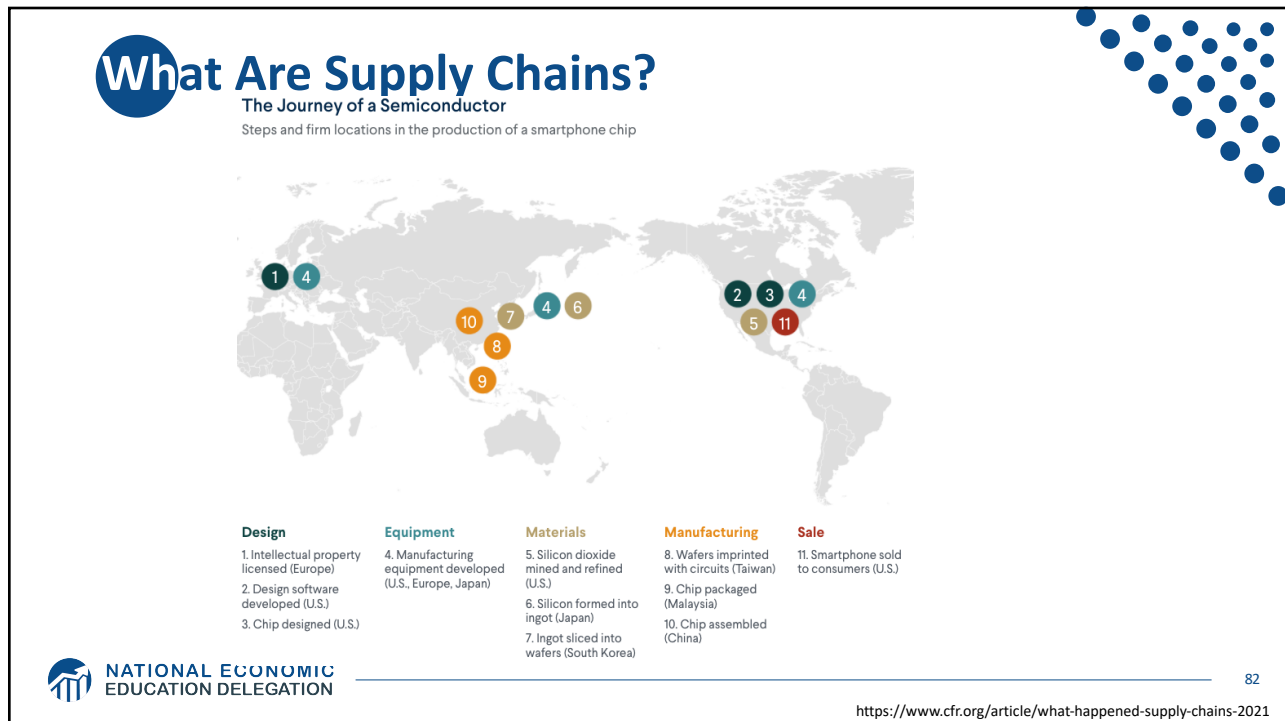 What Are Supply Chains?
The Journey of a Semiconductor
Steps and firm locations in the production of a smartphone chip
1
4
10
7
4
6
8
9
2
3
4
5
11
Design
1. Intellectual property
licensed (Europe)
2. Design software
developed (U.S.)
3. Chip designed (U.S.)
Equipment
4. Manufacturing
equipment developed
(U.S., Europe, Japan)
Materials
5. Silicon dioxide
mined and refined
(U.S.)
6. Silicon formed into
ingot (Japan)
7. Ingot sliced into
wafers (South Korea)
Manufacturing
8. Wafers imprinted
with circuits (Taiwan)
9. Chip packaged
(Malaysia)
10. Chip assembled
(China)
Sale
11. Smartphone sold
to consumers (U.S.)
NATIONAL ECONOMIC
EDUCATION DELEGATION
82
https://www.cfr.org/article/what-happened-supply-chains-2021